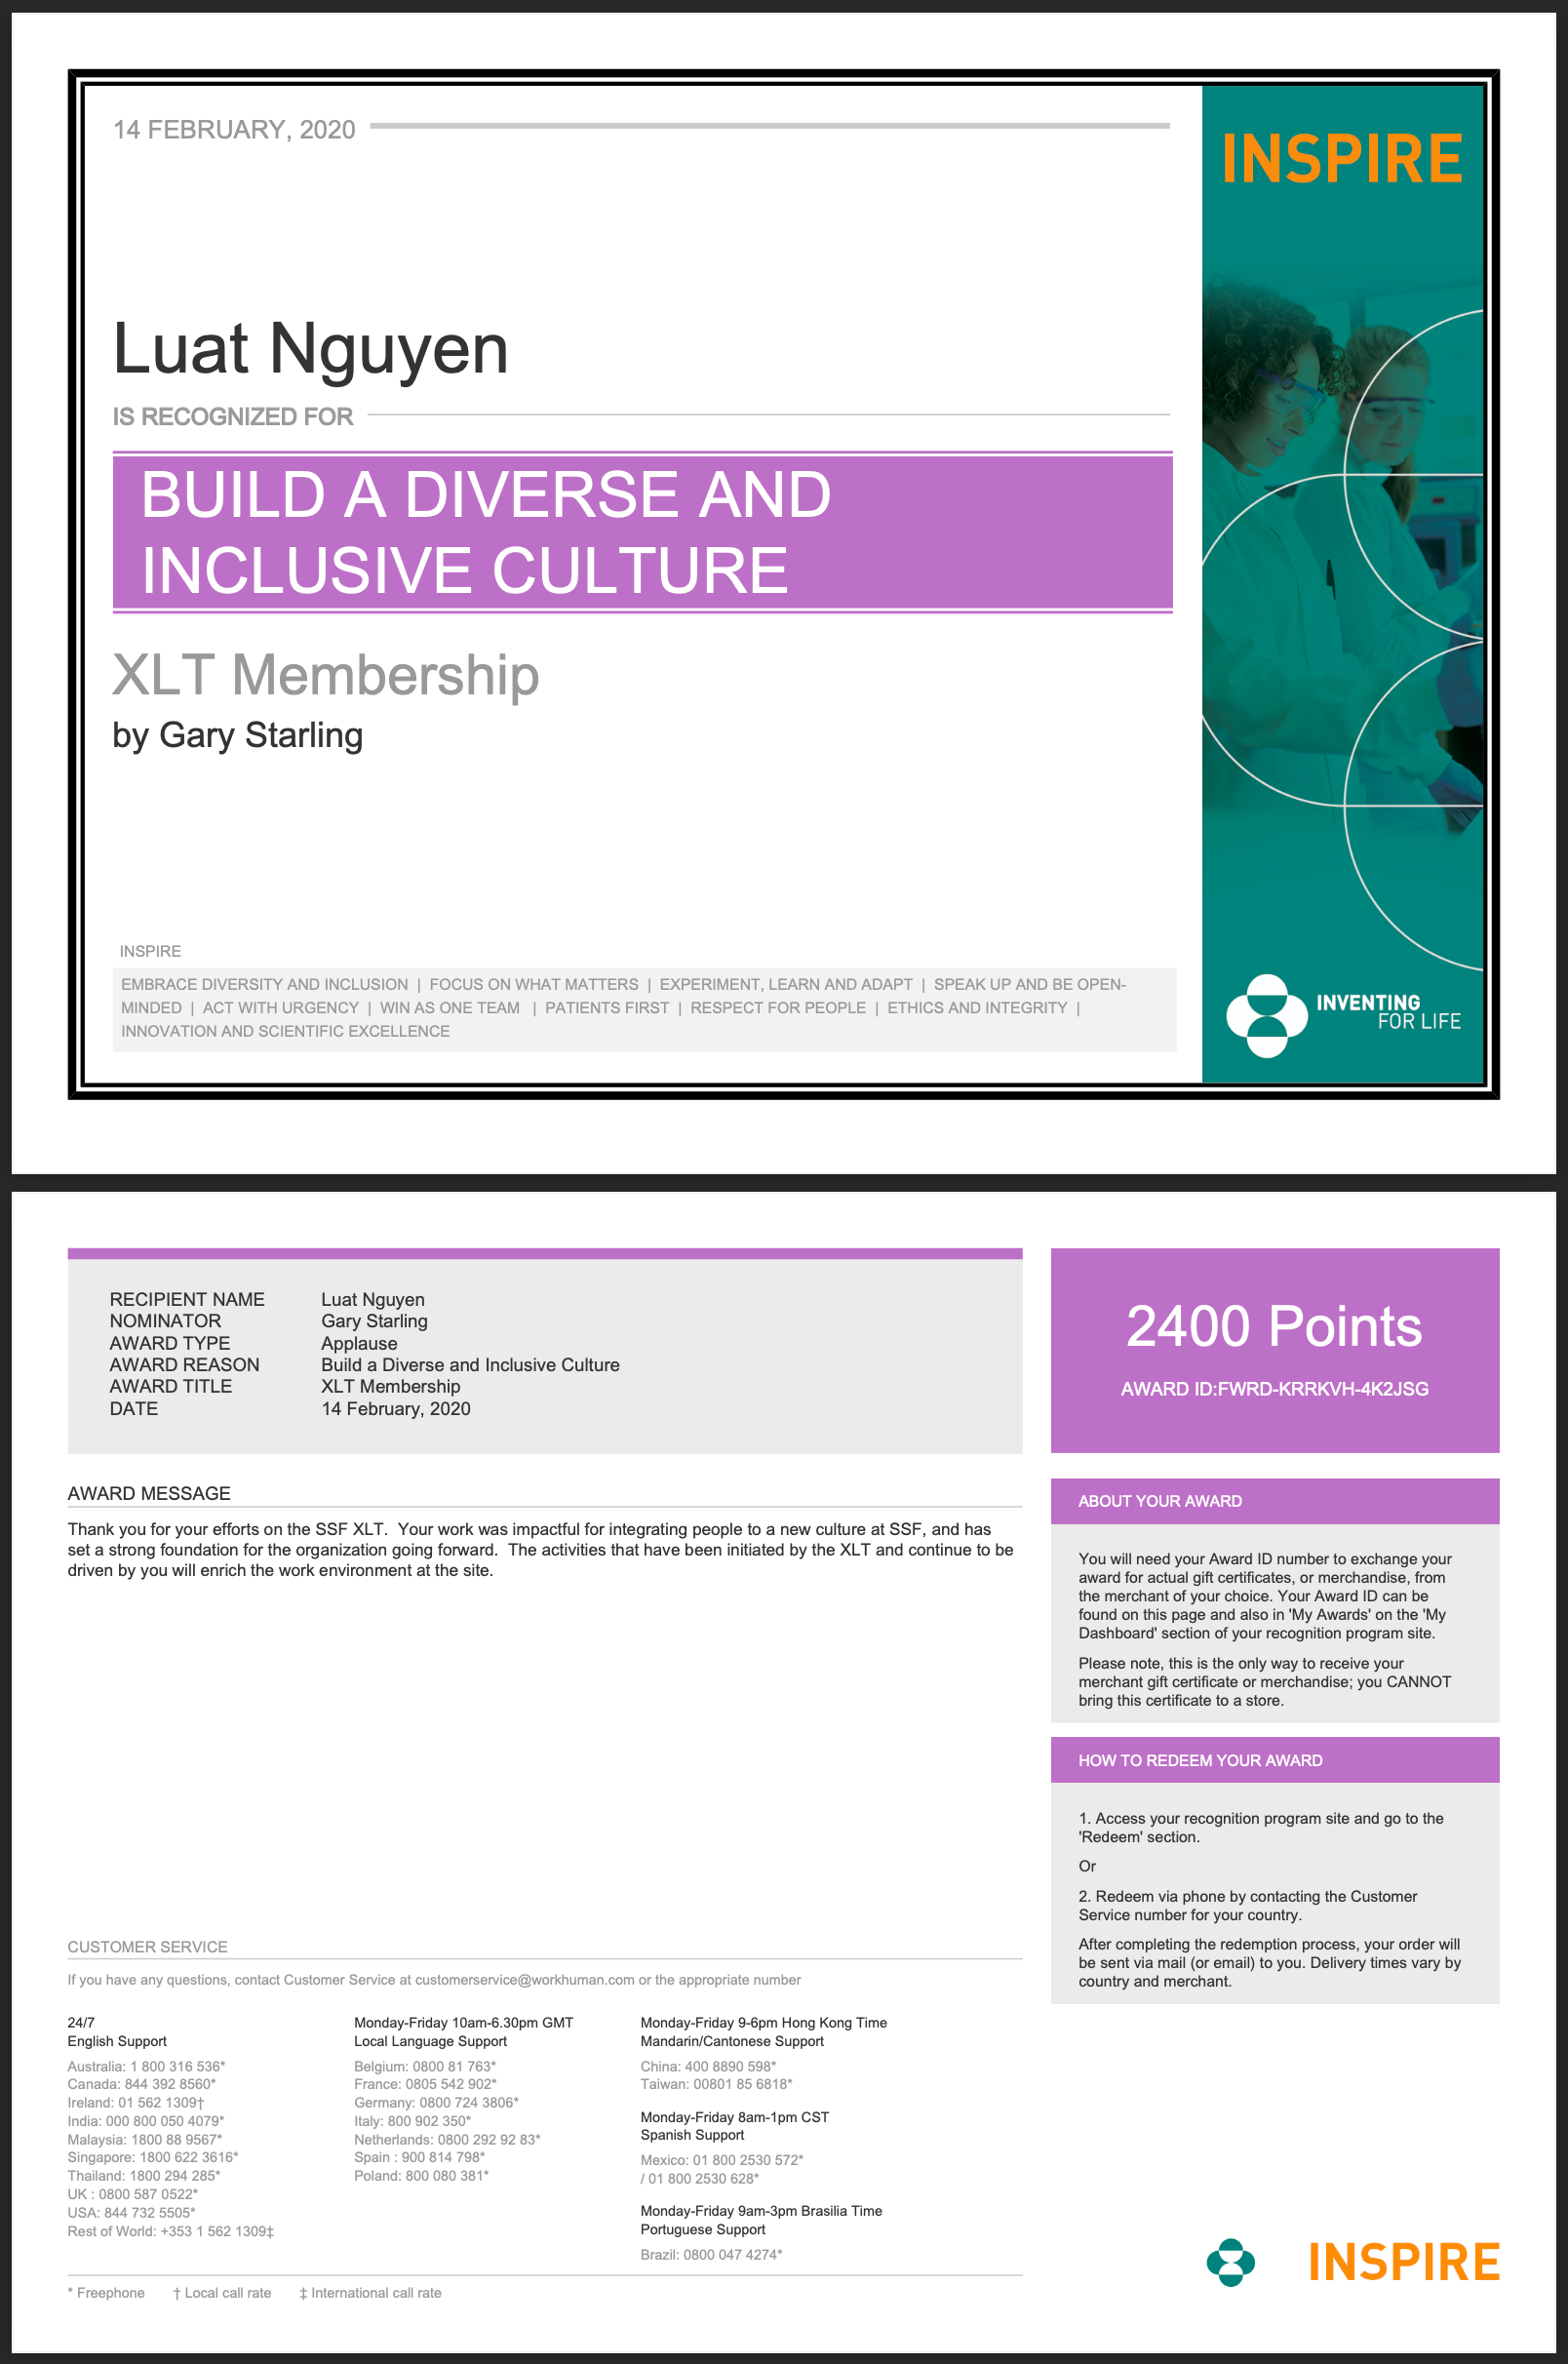 14 FEBRUARY, 2020
INSPIRE
Luat Nguyen
IS RECOGNIZED FOR
BUILD A DIVERSE AND
INCLUSIVE CULTURE
XLT Membership
by Gary Starling
INSPIRE
EMBRACE DIVERSITY AND INCLUSION | FOCUS ON WHAT MATTERS | EXPERIMENT, LEARN AND ADAPT | SPEAK UP AND BE OPEN-
MINDED | ACT WITH URGENCY | WIN AS ONE TEAM | PATIENTS FIRST | RESPECT FOR PEOPLE | ETHICS AND INTEGRITY |
INNOVATION AND SCIENTIFIC EXCELLENCE
INVENTING
FOR LIFE
RECIPIENT NAME Luat Nguyen
NOMINATOR Gary Starling
AWARD TYPE Applause
AWARD REASON Build a Diverse and Inclusive Culture
AWARD TITLE XLT Membership
DATE 14 February, 2020
2400 Points
AWARD ID:FWRD-KRRKVH-4K2JSG
AWARD MESSAGE
Thank you for your efforts on the SSF XLT. Your work was impactful for integrating people to a new culture at SSF, and has
set a strong foundation for the organization going forward. The activities that have been initiated by the XLT and continue to be
driven by you will enrich the work environment at the site.
ABOUT YOUR AWARD
You will need your Award ID number to exchange your
award for actual gift certificates, or merchandise, from
the merchant of your choice. Your Award ID can be
found on this page and also in 'My Awards' on the 'My
Dashboard' section of your recognition program site.
Please note, this is the only way to receive your
merchant gift certificate or merchandise; you CANNOT
bring this certificate to a store.
HOW TO REDEEM YOUR AWARD
1. Access your recognition program site and go to the
'Redeem' section.
Or
2. Redeem via phone by contacting the Customer
Service number for your country.
After completing the redemption process, your order will
be sent via mail (or email) to you. Delivery times vary by
country and merchant.
CUSTOMER SERVICE
If you have any questions, contact Customer Service at customerservice@workhuman.com or the appropriate number
24/7
English Support
Australia: 1 800 316 536*
Canada: 844 392 8560*
Ireland: 01 562 1309†
India: 000 800 050 4079*
Malaysia: 1800 88 9567*
Singapore: 1800 622 3616*
Thailand: 1800 294 285*
UK : 0800 587 0522*
USA: 844 732 5505*
Rest of World: +353 1 562 1309‡
Monday-Friday 10am-6.30pm GMT
Local Language Support
Belgium: 0800 81 763*
France: 0805 542 902*
Germany: 0800 724 3806*
Italy: 800 902 350*
Netherlands: 0800 292 92 83*
Spain : 900 814 798*
Poland: 800 080 381*
Monday-Friday 9-6pm Hong Kong Time
Mandarin/Cantonese Support
China: 400 8890 598*
Taiwan: 00801 85 6818*
Monday-Friday 8am-1pm CST
Spanish Support
Mexico: 01 800 2530 572*
/ 01 800 2530 628*
Monday-Friday 9am-3pm Brasilia Time
Portuguese Support
Brazil: 0800 047 4274*
* Freephone † Local call rate ‡ International call rate
INSPIRE